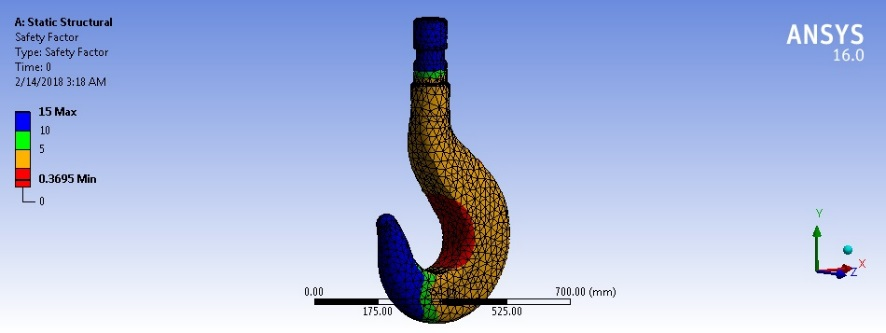 A: Static Structural
Safety Factor
Type: Safety Factor
Time: 0
2/14/2018 3:18 AM
15 Max
10
5
0.3695 Min
0
ANSYS
16.0
Y
X
Z
0.00
700.00 (mm)
175.00
525.00